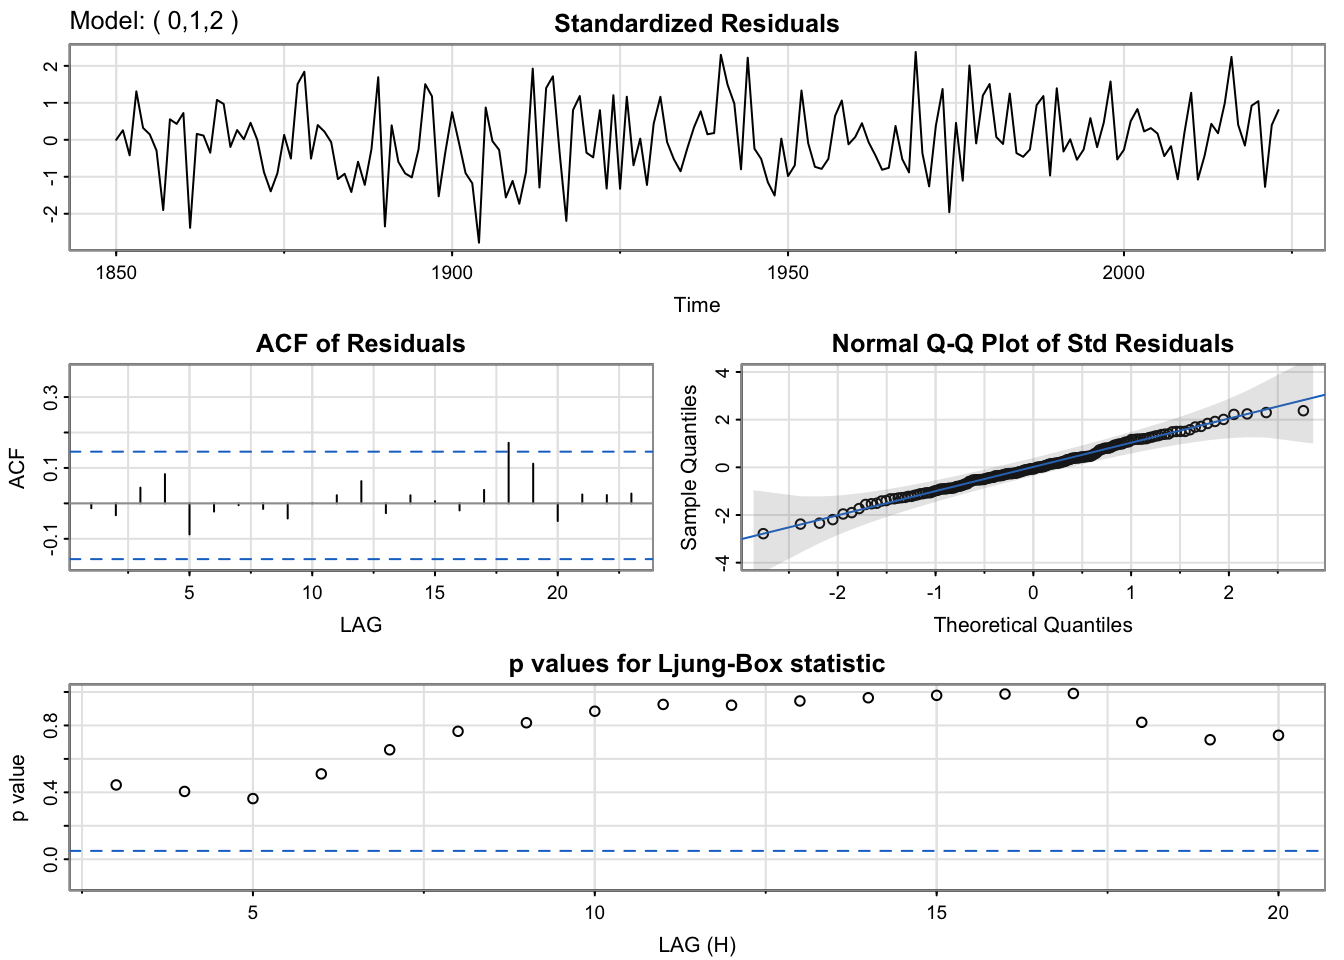 Model: ( 0,1,2 )
Standardized Residuals
2
1
0
-1
-2
1850 1900 1950 2000
Time
ACF of Residuals
ACF
0.3
0.1
-0.1
5 10 15 20
LAG
Normal Q-Q Plot of Std Residuals
Sample Quantiles
4
2
0
-2
-4
-2 -1 0 1 2
Theoretical Quantiles
p values for Ljung-Box statistic
p value
0.8
0.4
0.0
5 10 15 20
LAG (H)